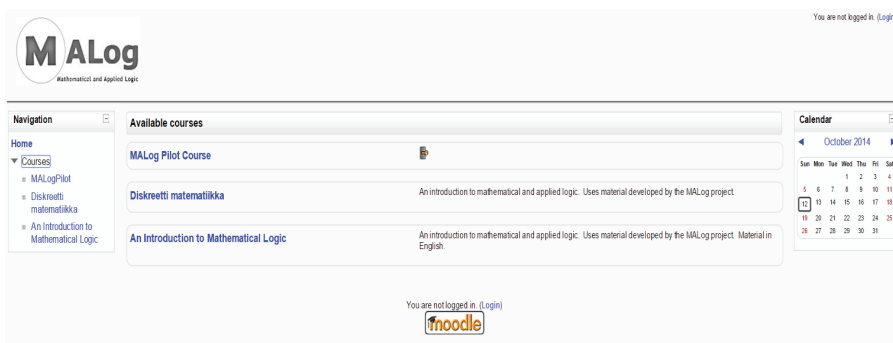 You are not logged in. (Login
MALog
Mathematical and Applied Logic
Navigation
Home
Courses
MALogPilot
Diskreetti
matematiikka
An Introduction to
Mathematical Logic
Available courses
MALog Pilot Course
Diskreetti matematiikka
An introduction to mathematical and applied logic. Uses material developed by the MALog project.
An Introduction to Mathematical Logic
An introduction to mathematical and applied logic. Uses material developed by the MALog project. Material in
English.
Calendar
October 2014
Sun Mon Tue Wed Thu Fri Sat
1 2 3 4
5 6 7 8 9 10 11
12 13 14 15 16 17 18
19 20 21 22 23 24 25
26 27 28 29 30 31
You are not logged in. (Login)
moodle